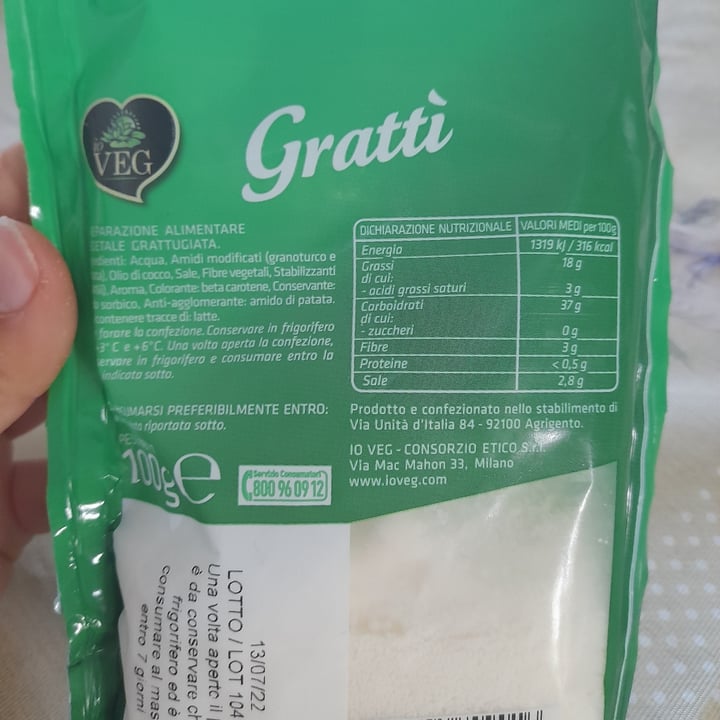 io
VEG
Grattì
EPARAZIONE ALIMENTARE
ETALE GRATTUGIATA.
edienti: Acqua, Amidi modificati (granoturco e
Olio di cocco, Sale, Fibre vegetali, Stabilizzanti
Aroma, Colorante: beta carotene, Conservante:
sorbico, Anti-agglomerante: amido di patata.
contenere tracce di: latte.
forare la confezione. Conservare in frigorifero
+3°C e +6°C. Una volta aperta la confezione,
ervare in frigorifero e consumare entro la
indicata sotto.
UMARSI PREFERIBILMENTE ENTRO:
riportata sotto.
100g e
Servizio Consumatori
800 96 09 12
DICHIARAZIONE NUTRIZIONALE VALORI MEDI per 100g
Energia 1319 kJ / 316 kcal
Grassi 18 g
di cui:
- acidi grassi saturi 3 g
Carboidrati 37 g
di cui:
- zuccheri 0 g
Fibre 3 g
Proteine < 0,5 g
Sale 2,8 g
Prodotto e confezionato nello stabilimento di
Via Unità d'Italia 84 - 92100 Agrigento.
IO VEG - CONSORZIO ETICO S.r.l.
Via Mac Mahon 33, Milano
www.ioveg.com
13/07/22
LOTTO / LOT 104
Una volta aperto il
è da conservare
frigorifero ed è
consumare al mas
entro 7 giorni